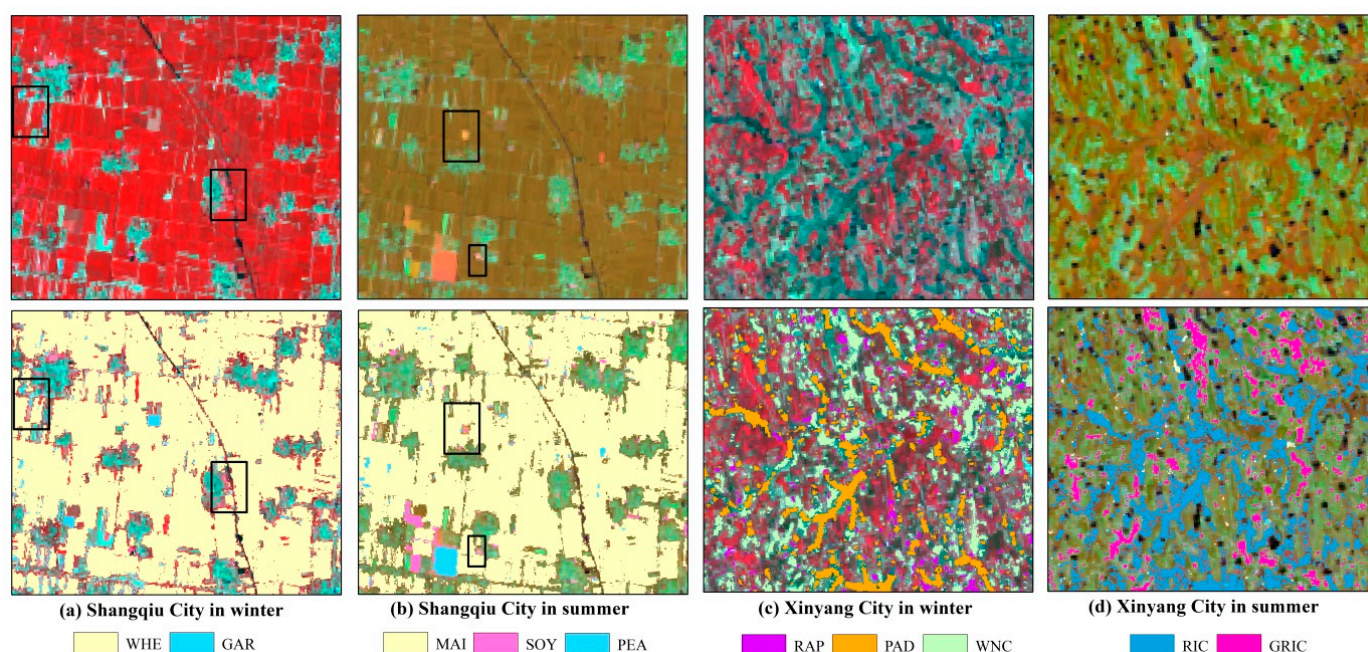 (a) Shangqiu City in winter
(b) Shangqiu City in summer
(c) Xinyang City in winter
(d) Xinyang City in summer
WHE GAR
MAI SOY PEA
RAP PAD WNC
RIC GRIC